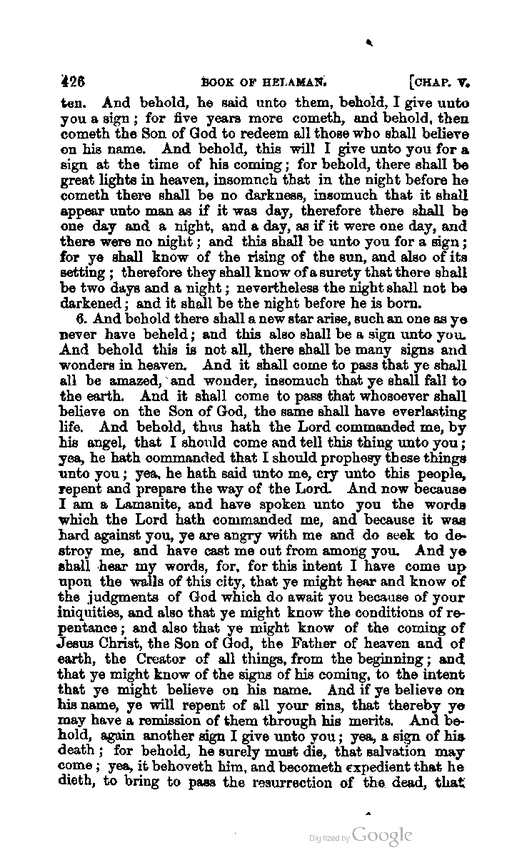 426 BOOK OF HELAMAN. [CHAP. V.
ten. And behold, he said unto them, behold, I give unto
you a sign; for five years more cometh, and behold, then
cometh the Son of God to redeem all those who shall believe
on his name. And behold, this will I give unto you for a
sign at the time of his coming; for behold, there shall be
great lights in heaven, insomuch that in the night before he
cometh there shall be no darkness, insomuch that it shall
appear unto man as if it was day, therefore there shall be
one day and a night, and a day, as if it were one day, and
there were no night; and this shall be unto you for a sign;
for ye shall know of the rising of the sun, and also of its
setting; therefore they shall know of a surety that there shall
be two days and a night; nevertheless the night shall not be
darkened; and it shall be the night before he is born.
6. And behold there shall a new star arise, such an one as ye
never have beheld; and this also shall be a sign unto you.
And behold this is not all, there shall be many signs and
wonders in heaven. And it shall come to pass that ye shall
all be amazed, and wonder, insomuch that ye shall fall to
the earth. And it shall come to pass that whosoever shall
believe on the Son of God, the same shall have everlasting
life. And behold, thus hath the Lord commanded me, by
his angel, that I should come and tell this thing unto you;
yea, he hath commanded that I should prophesy these things
unto you; yea, he hath said unto me, cry unto this people,
repent and prepare the way of the Lord. And now because
I am a Lamanite, and have spoken unto you the words
which the Lord hath commanded me, and because it was
hard against you, ye are angry with me and do seek to de-
stroy me, and have cast me out from among you. And ye
shall hear my words, for, for this intent I have come up
upon the walls of this city, that ye might hear and know of
the judgments of God which do await you because of your
iniquities, and also that ye might know the conditions of re-
pentance; and also that ye might know of the coming of
Jesus Christ, the Son of God, the Father of heaven and of
earth, the Creator of all things, from the beginning; and
that ye might know of the signs of his coming, to the intent
that ye might believe on his name. And if ye believe on
his name, ye will repent of all your sins, that thereby ye
may have a remission of them through his merits. And be-
hold, again another sign I give unto you; yea, a sign of his
death; for behold, he surely must die, that salvation may
come; yea, it behoveth him, and becometh expedient that he
dieth, to bring to pass the resurrection of the dead, that
Digitized by Google